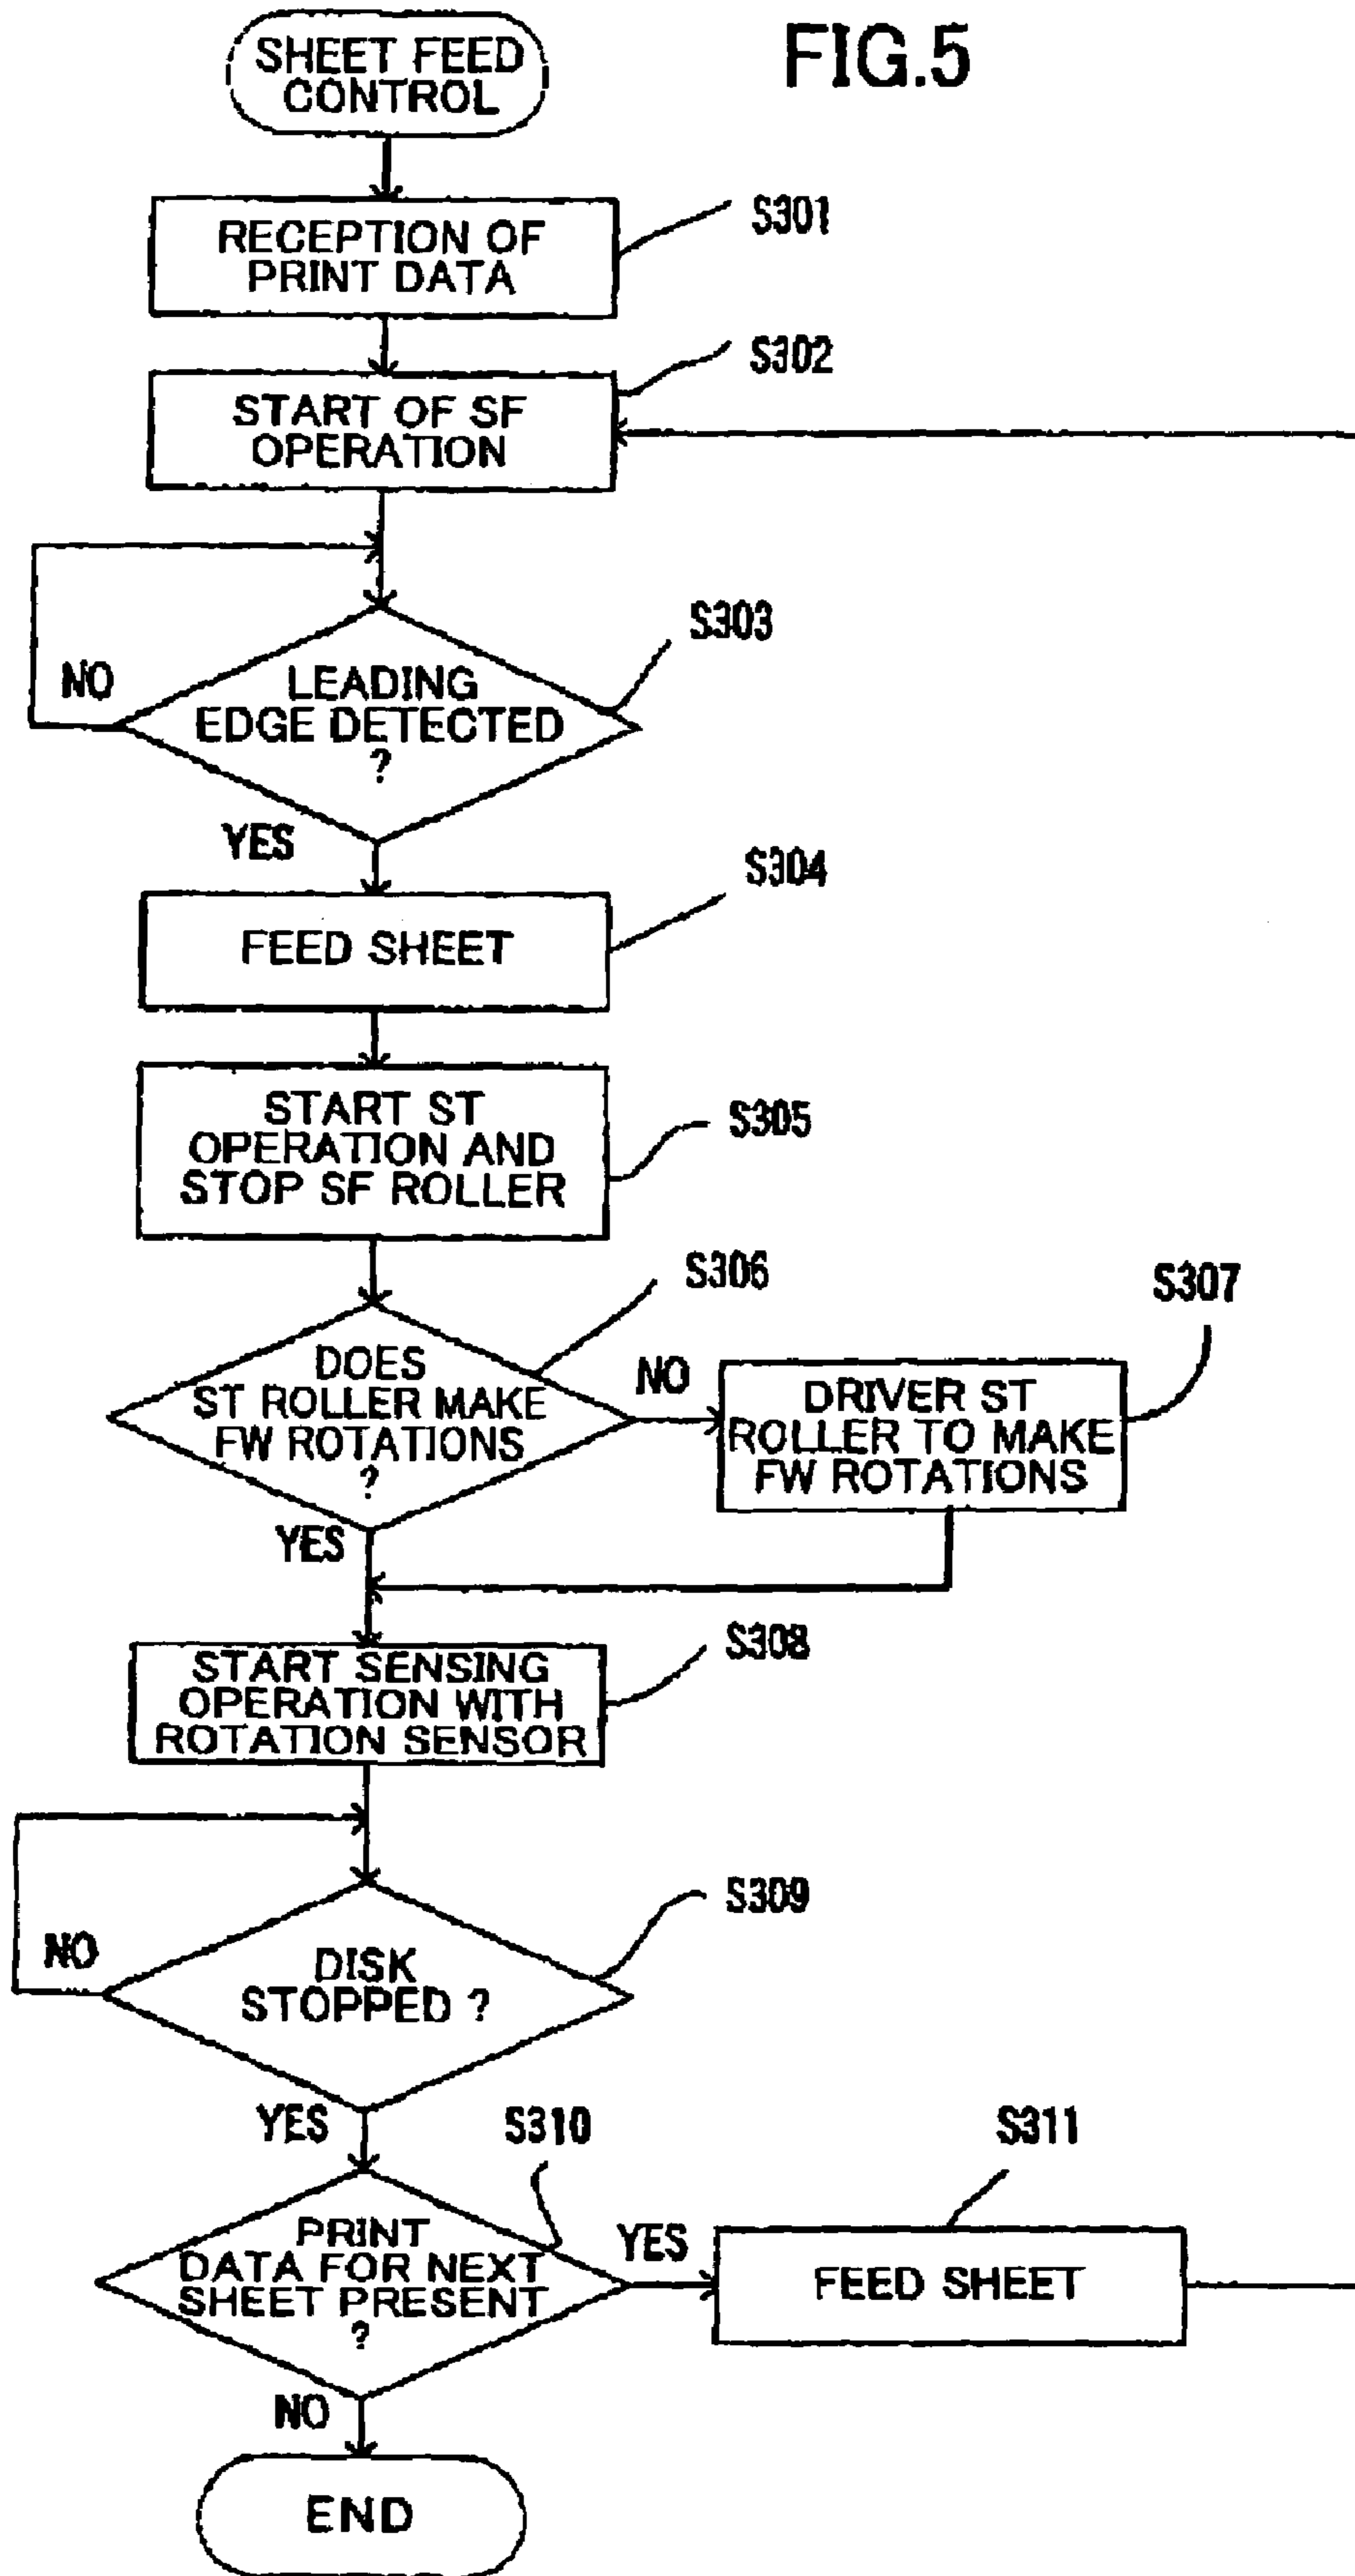 FIG.5
SHEET FEED
CONTROL
S301
RECEPTION OF
PRINT DATA
S302
START OF SF
OPERATION
S303
NO
LEADING
EDGE DETECTED
?
YES
S304
FEED SHEET
START ST
OPERATION AND
STOP SF ROLLER
S305
S306
DOES
ST ROLLER MAKE
FW ROTATIONS
?
NO
S307
DRIVER ST
ROLLER TO MAKE
FW ROTATIONS
YES
S308
START SENSING
OPERATION WITH
ROTATION SENSOR
S309
NO
DISK
STOPPED ?
YES
S310
PRINT
DATA FOR NEXT
SHEET PRESENT
?
YES
S311
FEED SHEET
NO
END